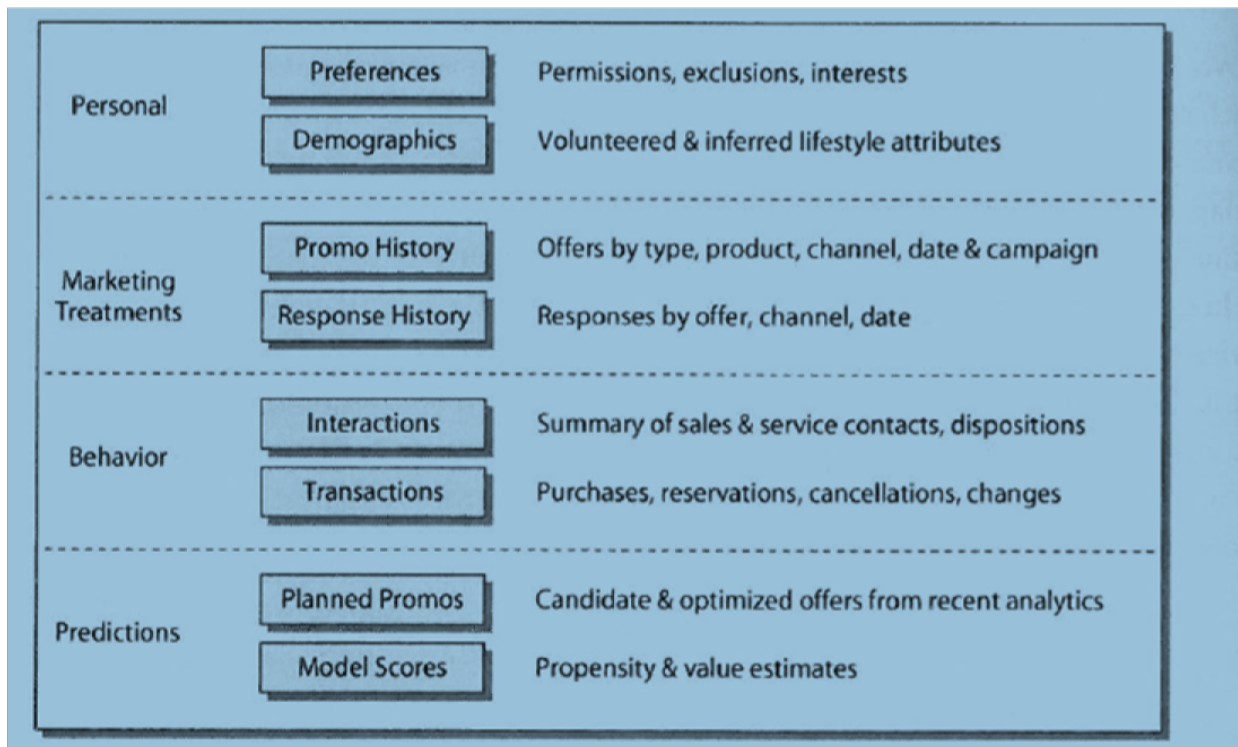 Personal
Preferences Permissions, exclusions, interests
Demographics Volunteered & inferred lifestyle attributes
Marketing Treatments
Promo History Offers by type, product, channel, date & campaign
Response History Responses by offer, channel, date
Behavior
Interactions Summary of sales & service contacts, dispositions
Transactions Purchases, reservations, cancellations, changes
Predictions
Planned Promos Candidate & optimized offers from recent analytics
Model Scores Propensity & value estimates